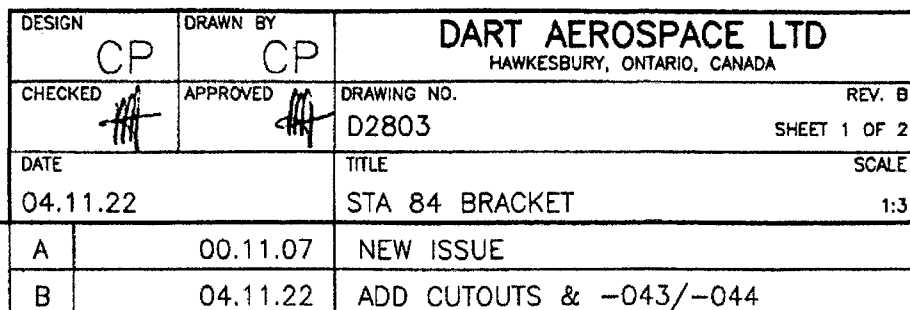 DESIGN
CP
DRAWN BY
CP
DART AEROSPACE LTD
HAWKESBURY, ONTARIO, CANADA
CHECKED
APPROVED
DRAWING NO.
D2803
REV. B
SHEET 1 OF 2
DATE
04.11.22
TITLE
STA 84 BRACKET
SCALE
1:3
A 00.11.07 NEW ISSUE
B 04.11.22 ADD CUTOUTS & -043/-044